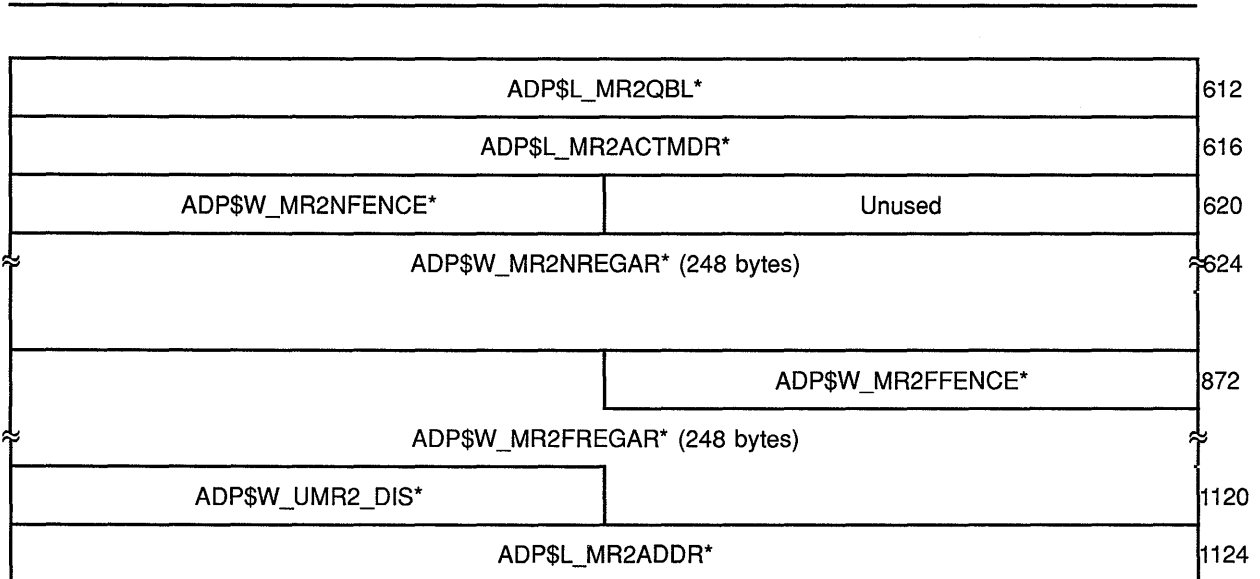 ADP$L_MR2QBL* 612
ADP$L_MR2ACTMDR* 616
ADP$W_MR2NFENCE* Unused 620
ADP$W_MR2NREGAR* (248 bytes) 624
ADP$W_MR2FFENCE* 872
ADP$W_MR2FREGAR* (248 bytes)
ADP$W_UMR2_DIS* 1120
ADP$L_MR2ADDR* 1124